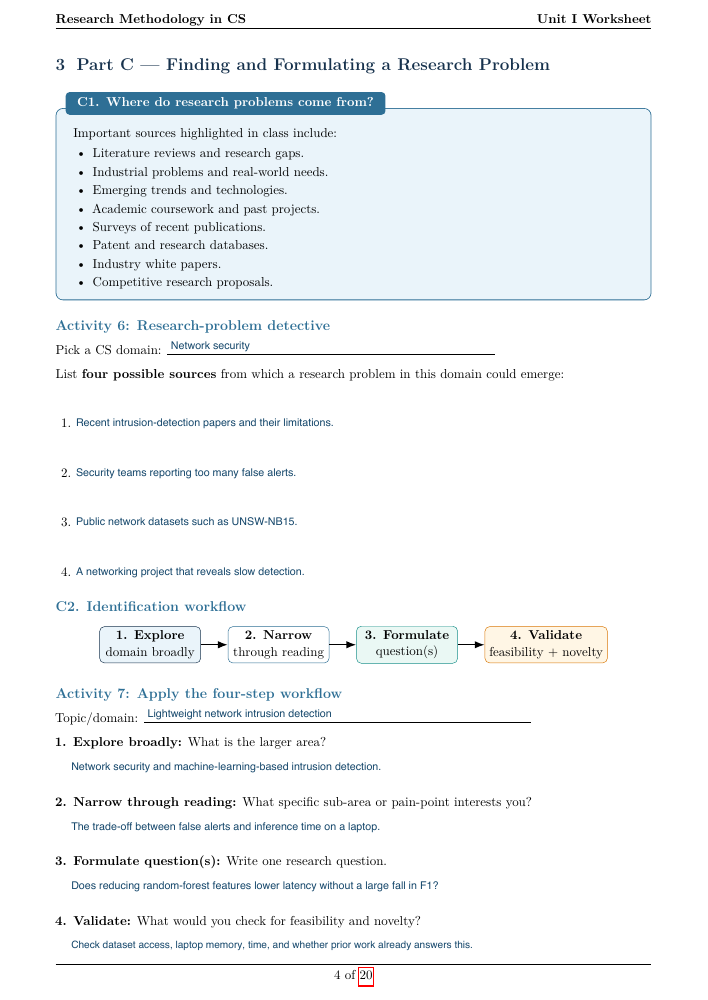 Research Methodology in CS Unit I Worksheet
3 Part C — Finding and Formulating a Research Problem
C1. Where do research problems come from?
Important sources highlighted in class include:
• Literature reviews and research gaps.
• Industrial problems and real-world needs.
• Emerging trends and technologies.
• Academic coursework and past projects.
• Surveys of recent publications.
• Patent and research databases.
• Industry white papers.
• Competitive research proposals.
Activity 6: Research-problem detective
Pick a CS domain: Network security
List four possible sources from which a research problem in this domain could emerge:
1. Recent intrusion-detection papers and their limitations.
2. Security teams reporting too many false alerts.
3. Public network datasets such as UNSW-NB15.
4. A networking project that reveals slow detection.
C2. Identification workflow
1. Explore 2. Narrow 3. Formulate 4. Validate
domain broadly through reading question(s) feasibility + novelty
Activity 7: Apply the four-step workflow
Topic/domain: Lightweight network intrusion detection
1. Explore broadly: What is the larger area?
Network security and machine-learning-based intrusion detection.
2. Narrow through reading: What specific sub-area or pain-point interests you?
The trade-off between false alerts and inference time on a laptop.
3. Formulate question(s): Write one research question.
Does reducing random-forest features lower latency without a large fall in F1?
4. Validate: What would you check for feasibility and novelty?
Check dataset access, laptop memory, time, and whether prior work already answers this.
4 of 20